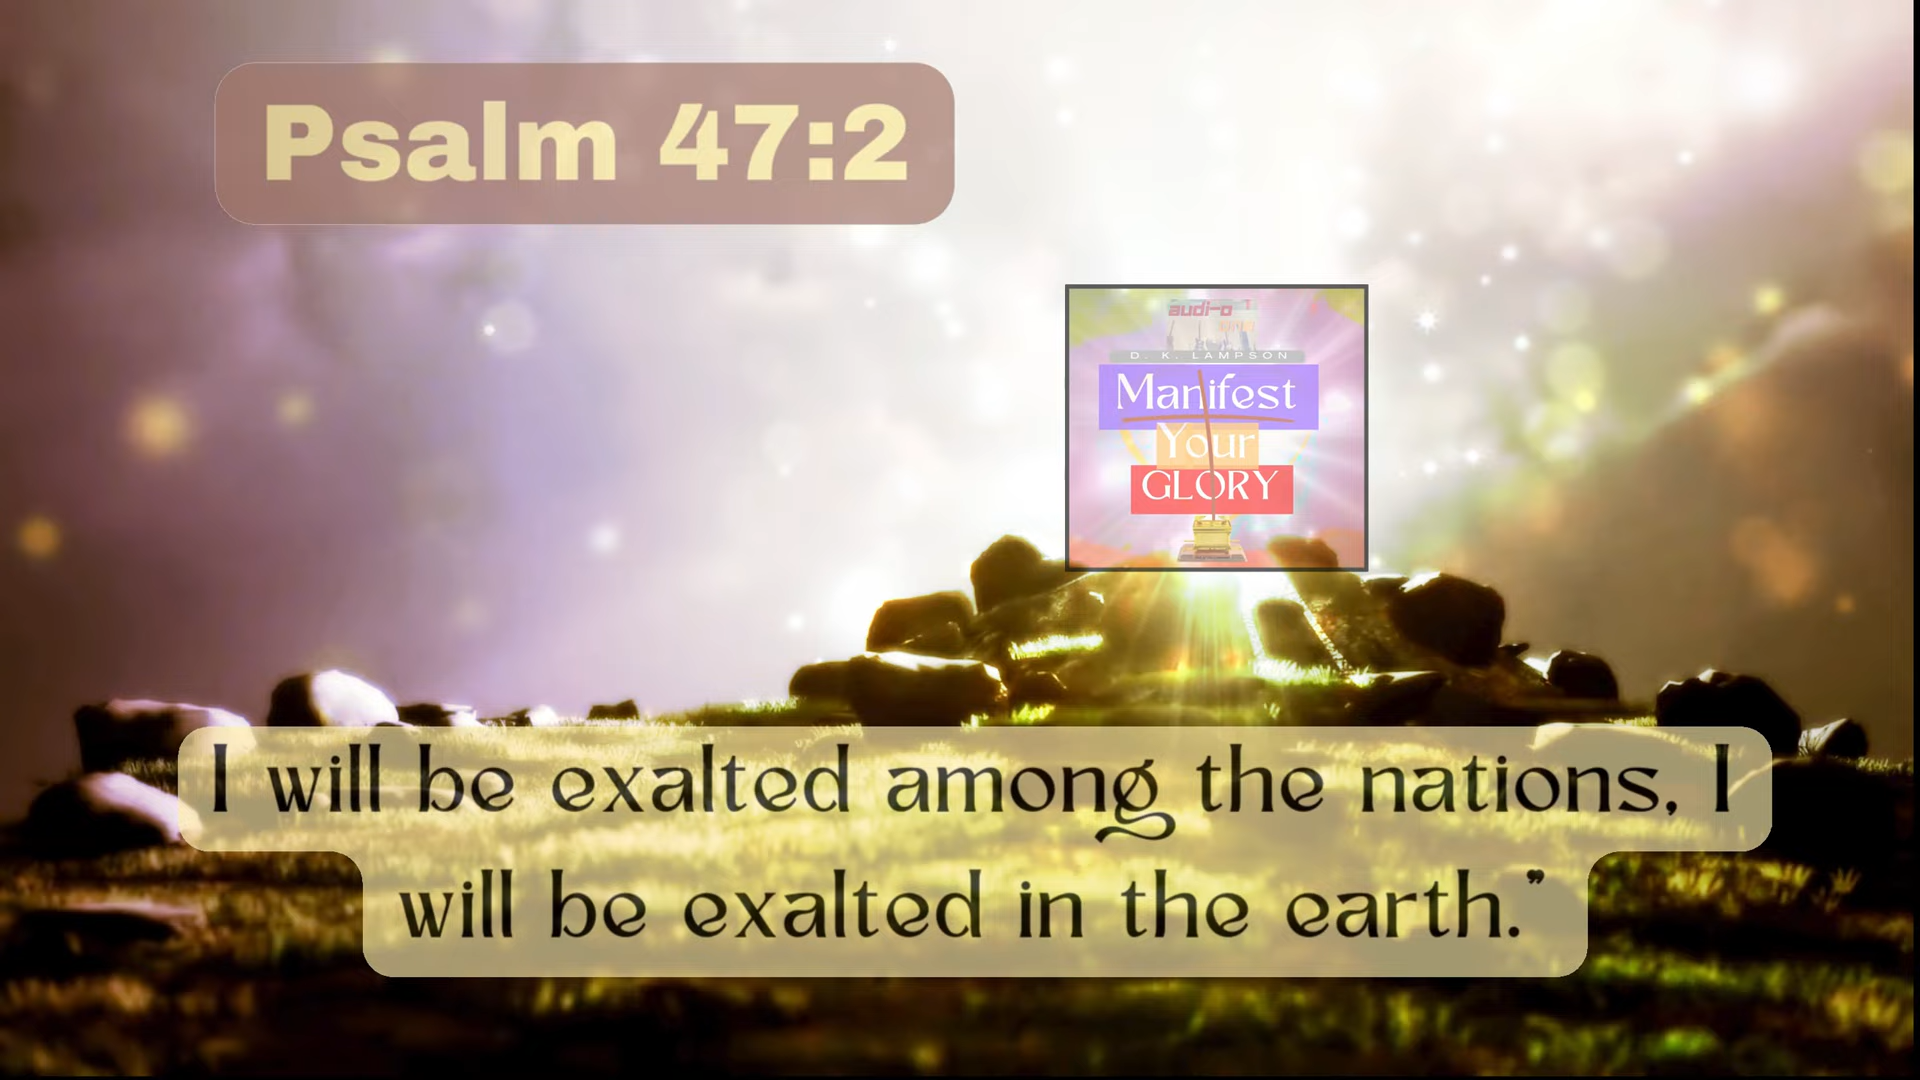 Psalm 47:2
audi-o
D. K. LAMPSON
Manifest
Your
GLORY
I will be exalted among the nations, I
will be exalted in the earth.”